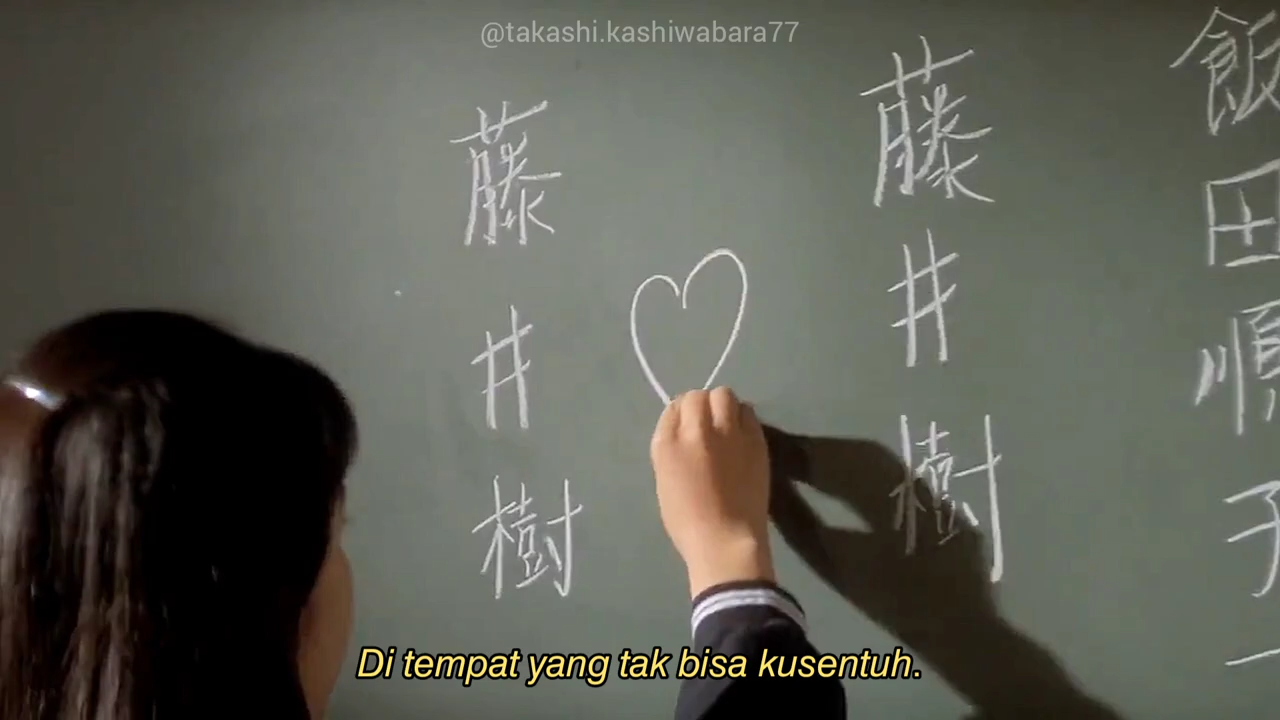 @takashi.kashiwabara77
飯田順子
藤井樹
藤井樹
Di tempat yang tak bisa kusentuh.